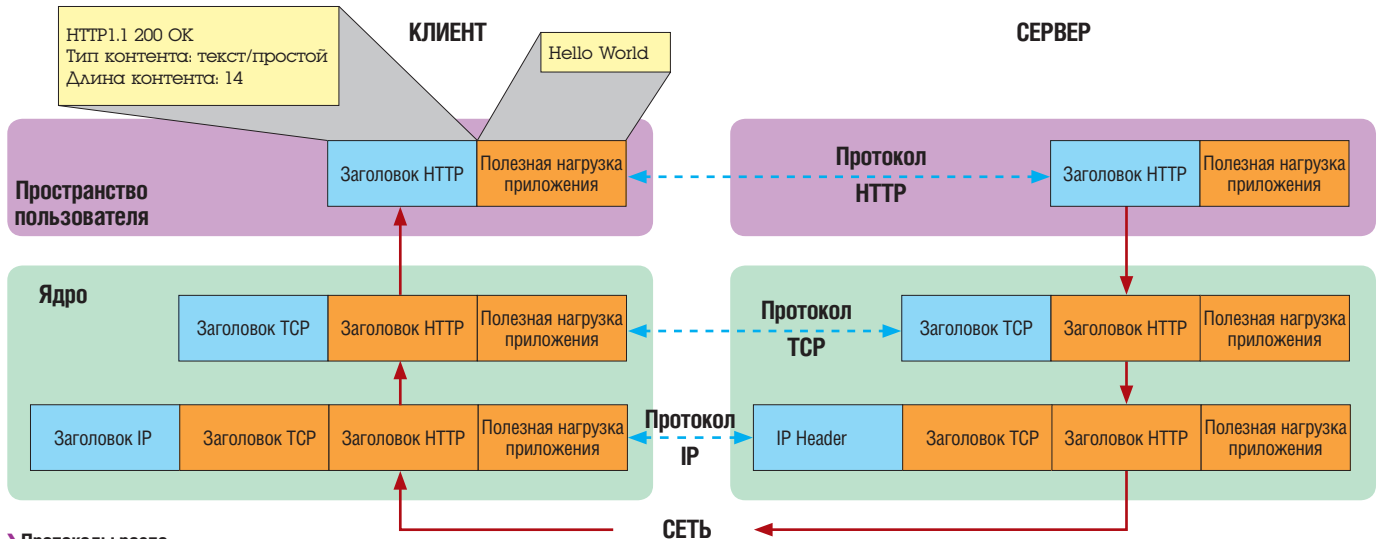 HTTP1.1 200 OK
Тип контента: текст/простой
Длина контента: 14
КЛИЕНТ
Hello World
СЕРВЕР
Пространство
пользователя
Заголовок HTTP
Полезная нагрузка
приложения
Протокол
HTTP
Заголовок HTTP
Полезная нагрузка
приложения
Ядро
Заголовок TCP
Заголовок HTTP
Полезная нагрузка
приложения
Протокол
TCP
Заголовок TCP
Заголовок HTTP
Полезная нагрузка
приложения
Заголовок IP
Заголовок TCP
Заголовок HTTP
Полезная нагрузка
приложения
Протокол
IP
IP Header
Заголовок TCP
Заголовок HTTP
Полезная нагрузка
приложения
СЕТЬ